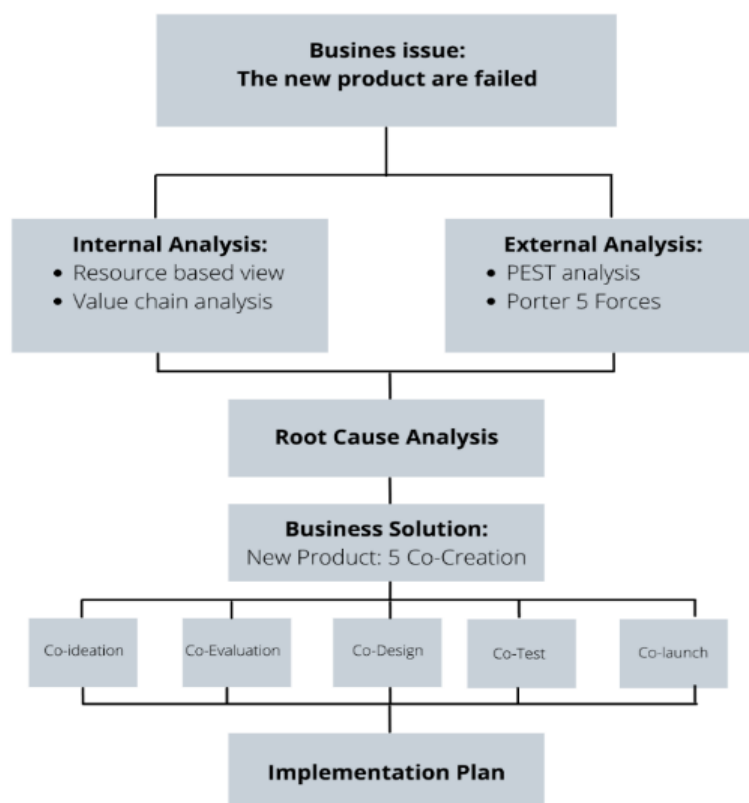 Busines issue:
The new product are failed
Internal Analysis:
• Resource based view
• Value chain analysis
External Analysis:
• PEST analysis
• Porter 5 Forces
Root Cause Analysis
Business Solution:
New Product: 5 Co-Creation
Co-ideation
Co-Evaluation
Co-Design
Co-Test
Co-launch
Implementation Plan